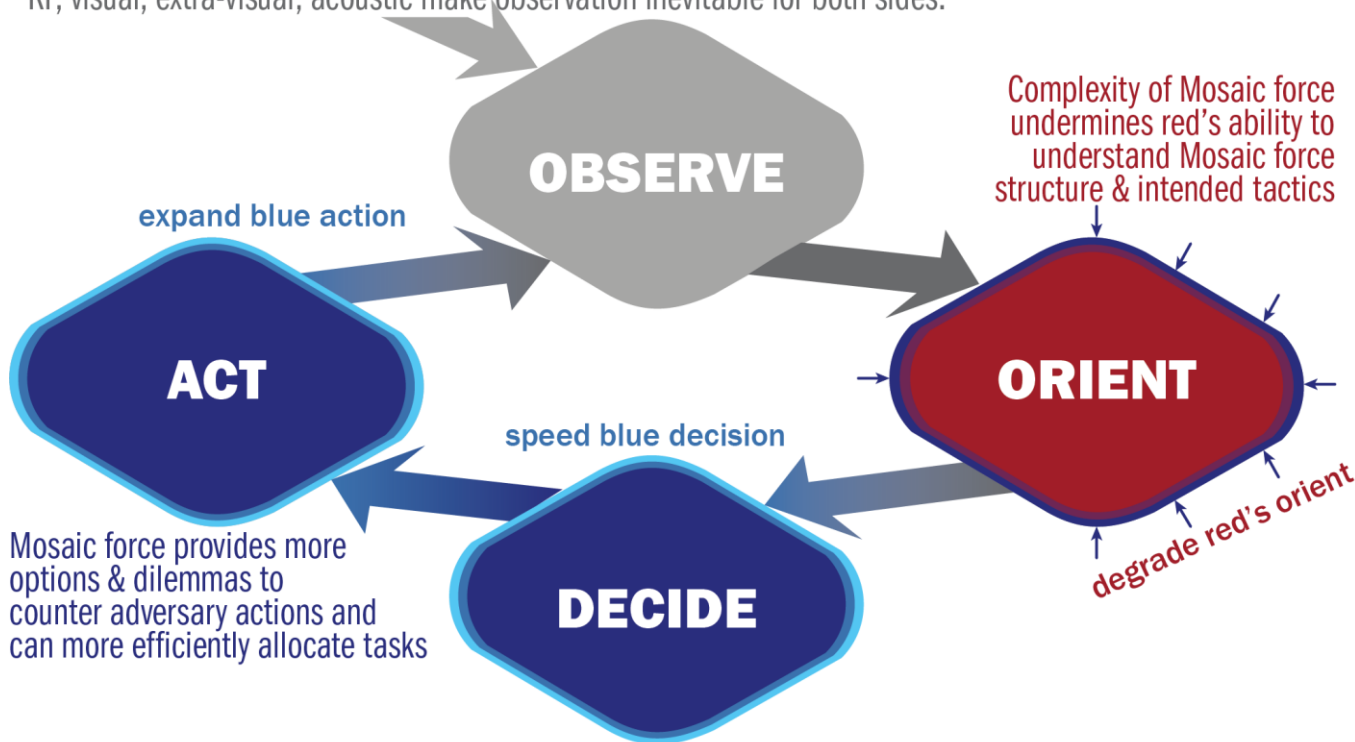 RF, visual, extra-visual, acoustic make observation inevitable for both sides.
OBSERVE
Complexity of Mosaic force
undermines red's ability to
understand Mosaic force
structure & intended tactics
expand blue action
ACT
ORIENT
speed blue decision
degrade red's orient
Mosaic force provides more
options & dilemmas to
counter adversary actions and
can more efficiently allocate tasks
DECIDE